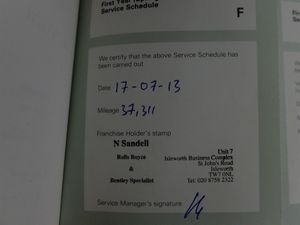 First Year
Service Schedule
F
We certify that the above Service Schedule has
been carried out
Date 17-07-13
Mileage 37,311
Franchise Holder's stamp
N Sandell
Rolls Royce
&
Bentley Specialist
Unit 7
Isleworth Business Complex
St John's Road
Isleworth
TW7 0NL
Tel: 020 8758 2322
Service Manager's signature